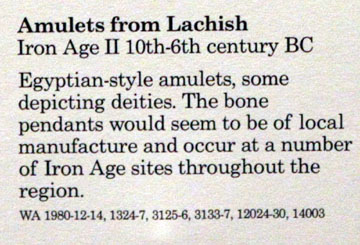 Amulets from Lachish
Iron Age II 10th-6th century BC
Egyptian-style amulets, some
depicting deities. The bone
pendants would seem to be of local
manufacture and occur at a number
of Iron Age sites throughout the
region.
WA 1980-12-14, 1324-7, 3125-6, 3133-7, 12024-30, 14003